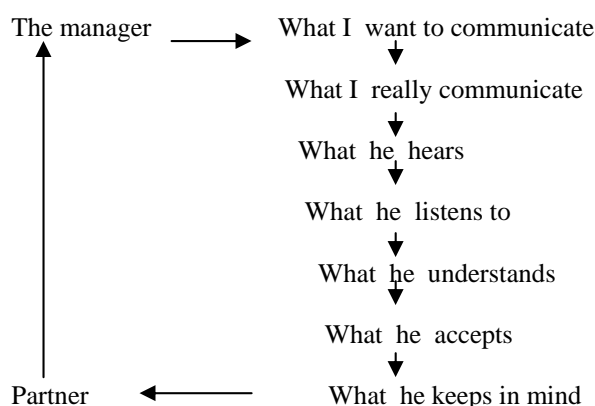 The manager What I want to communicate
What I really communicate
What he hears
What he listens to
What he understands
What he accepts
Partner What he keeps in mind